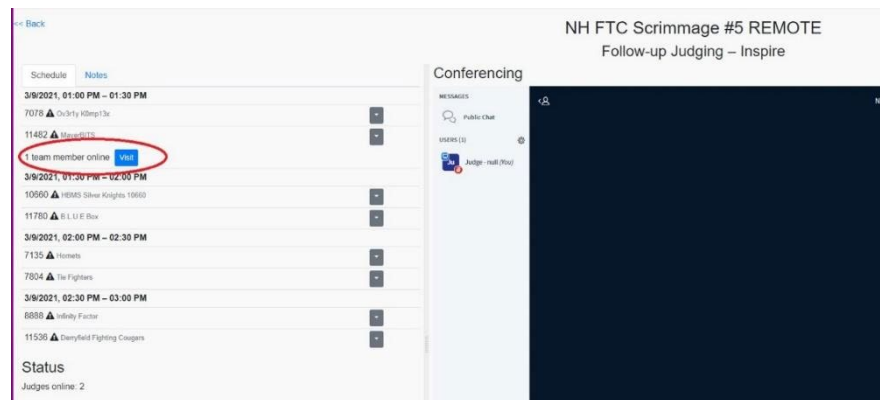 << Back
NH FTC Scrimmage #5 REMOTE
Follow-up Judging – Inspire
Schedule Notes
3/9/2021, 01:00 PM – 01:30 PM
7078 Ov3rly K0mp13x
11482 MayerBITS
1 team member online Visit
3/9/2021, 01:30 PM – 02:00 PM
10660 HBMS Silver Knights 10660
11780 B L U E Box
3/9/2021, 02:00 PM – 02:30 PM
7135 Hornets
7804 Tie Fighters
3/9/2021, 02:30 PM – 03:00 PM
8888 Infinity Factor
11536 Derryfield Fighting Cougars
Status
Judges online: 2
Conferencing
MESSAGES
Public Chat
USERS (1)
Ju Judge - null (You)
N